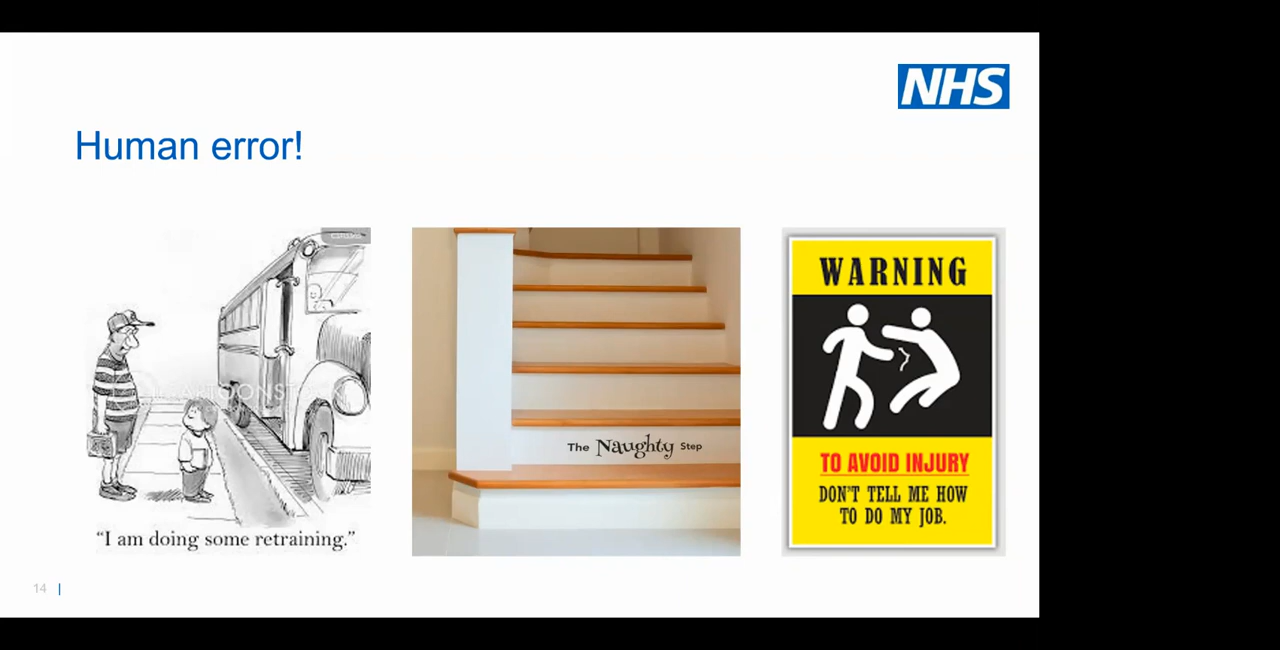 NHS
Human error!
CARTOONSTOCK
"I am doing some retraining."
The Naughty Step
WARNING
TO AVOID INJURY
DON'T TELL ME HOW
TO DO MY JOB.
14